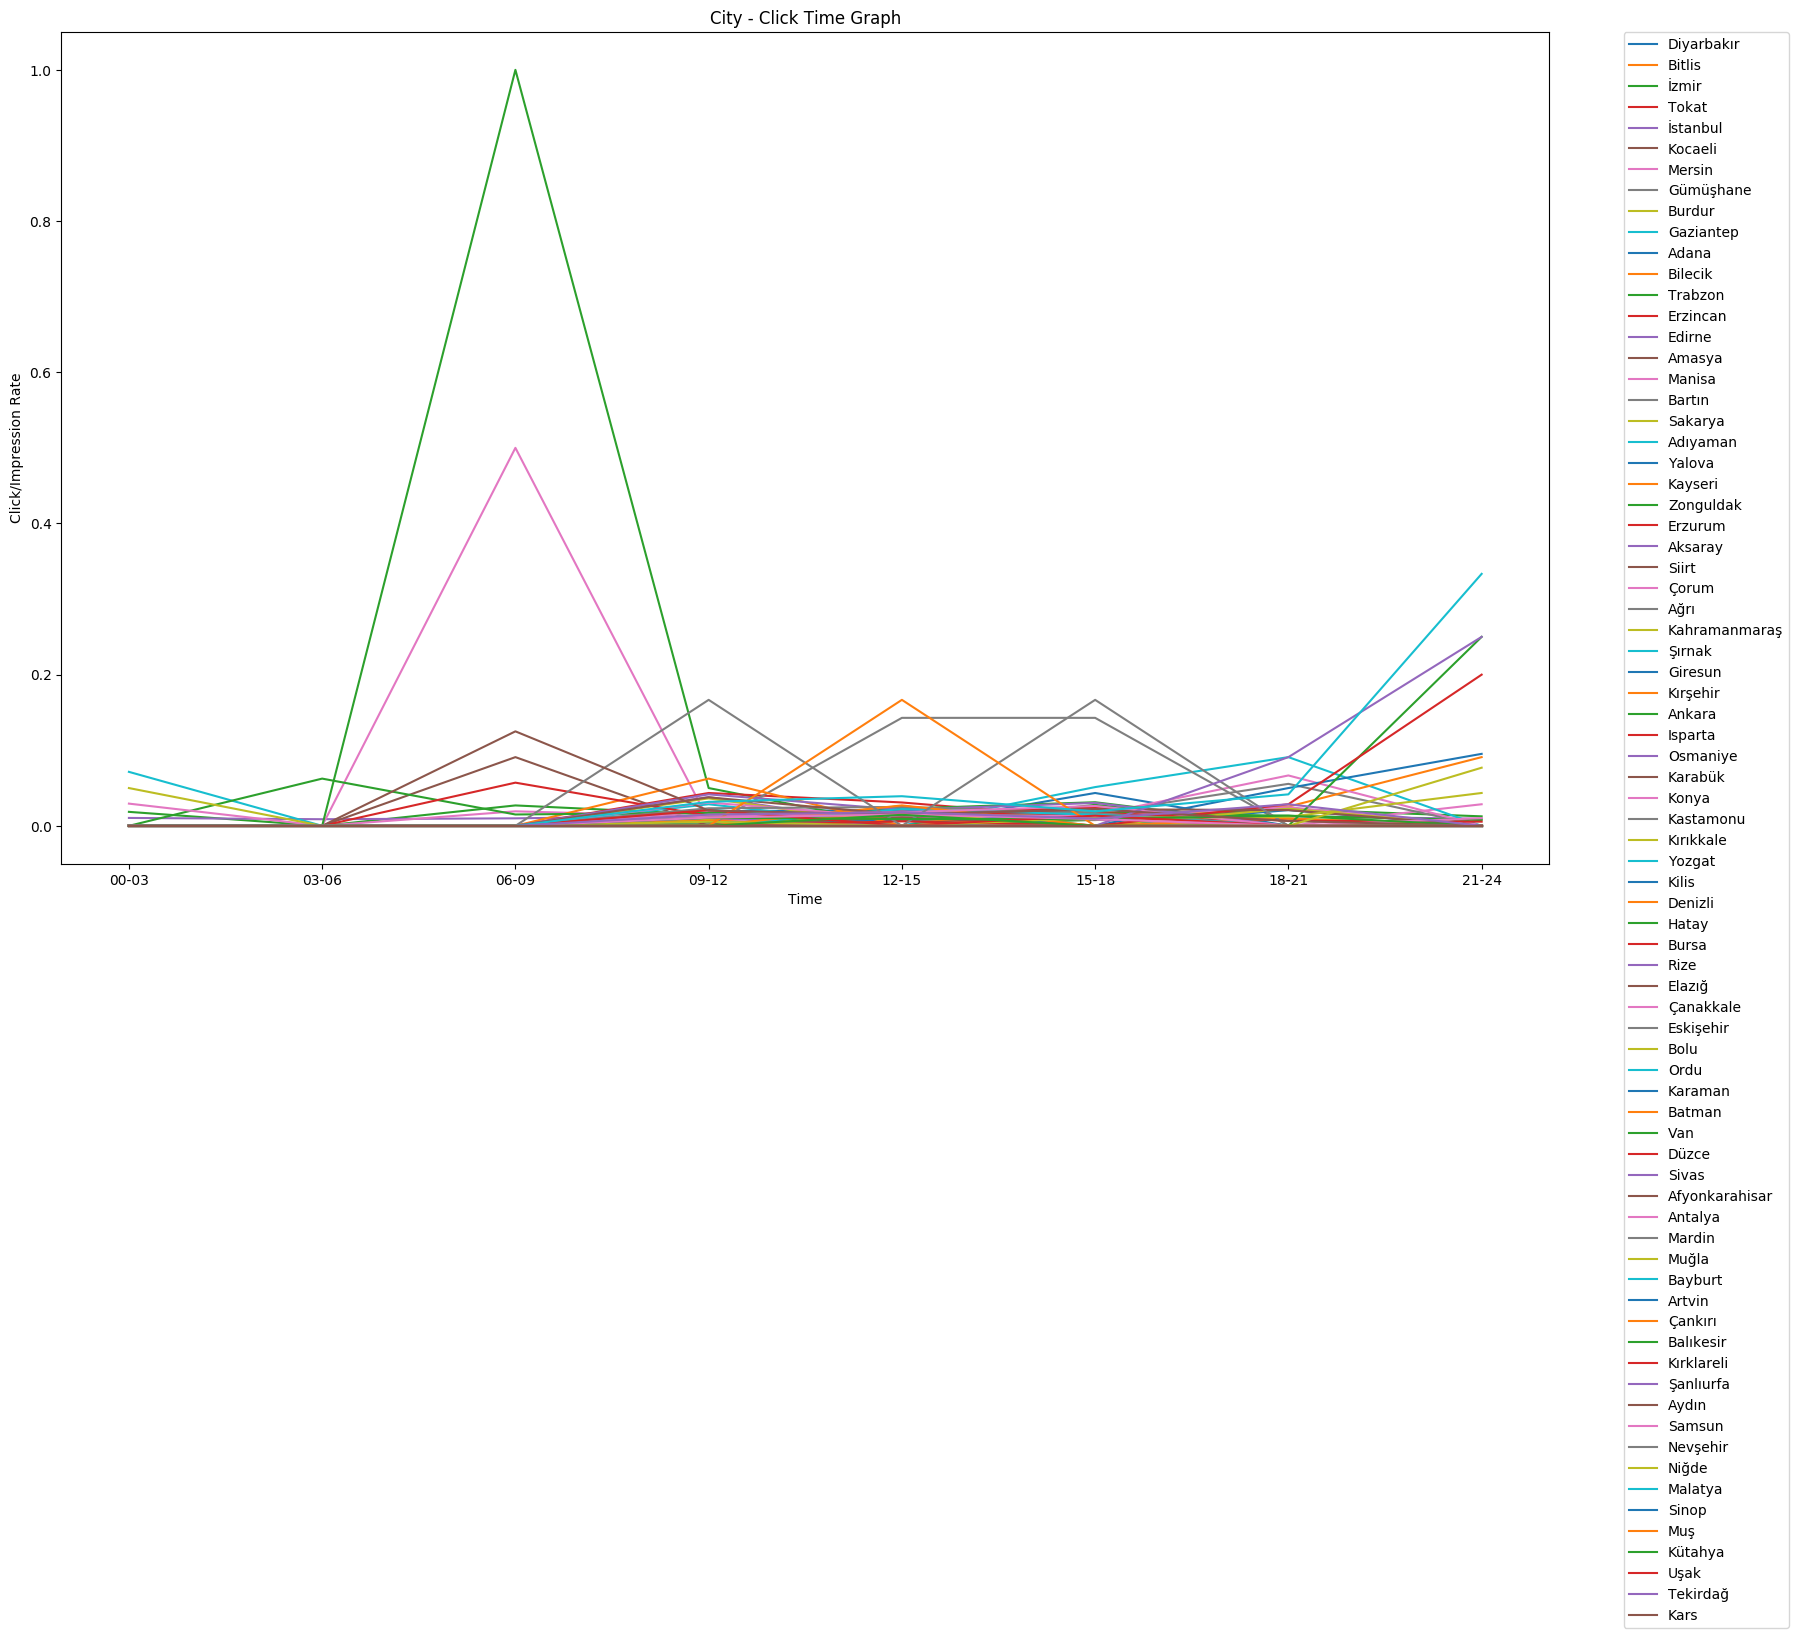 City - Click Time Graph
Click/Impression Rate
1.0
0.8
0.6
0.4
0.2
0.0
00-03 03-06 06-09 09-12 12-15 15-18 18-21 21-24
Time
Diyarbakır
Bitlis
İzmir
Tokat
İstanbul
Kocaeli
Mersin
Gümüşhane
Burdur
Gaziantep
Adana
Bilecik
Trabzon
Erzincan
Edirne
Amasya
Manisa
Bartın
Sakarya
Adıyaman
Yalova
Kayseri
Zonguldak
Erzurum
Aksaray
Siirt
Çorum
Ağrı
Kahramanmaraş
Şırnak
Giresun
Kırşehir
Ankara
Isparta
Osmaniye
Karabük
Konya
Kastamonu
Kırıkkale
Yozgat
Kilis
Denizli
Hatay
Bursa
Rize
Elazığ
Çanakkale
Eskişehir
Bolu
Ordu
Karaman
Batman
Van
Düzce
Sivas
Afyonkarahisar
Antalya
Mardin
Muğla
Bayburt
Artvin
Çankırı
Balıkesir
Kırklareli
Şanlıurfa
Aydın
Samsun
Nevşehir
Niğde
Malatya
Sinop
Muş
Kütahya
Uşak
Tekirdağ
Kars